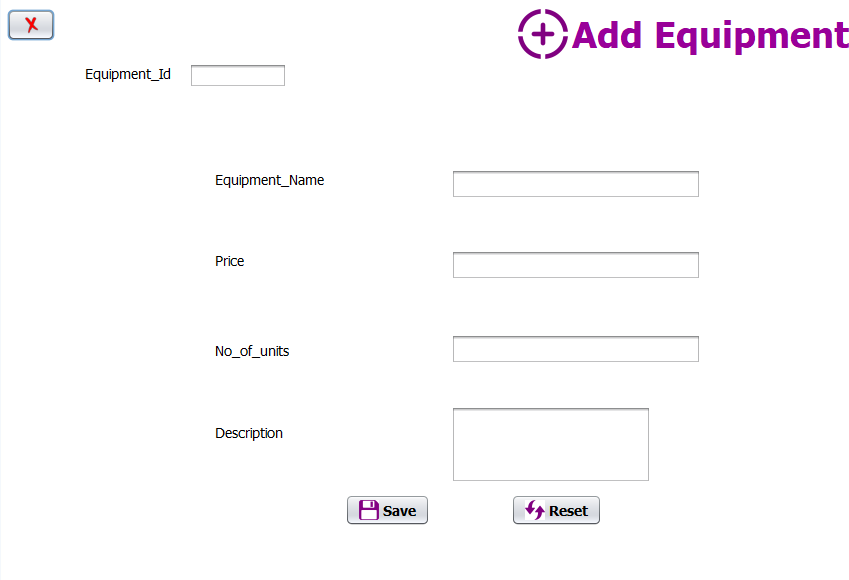 Add Equipment
Equipment_Id
Equipment_Name
Price
No_of_units
Description
Save
Reset